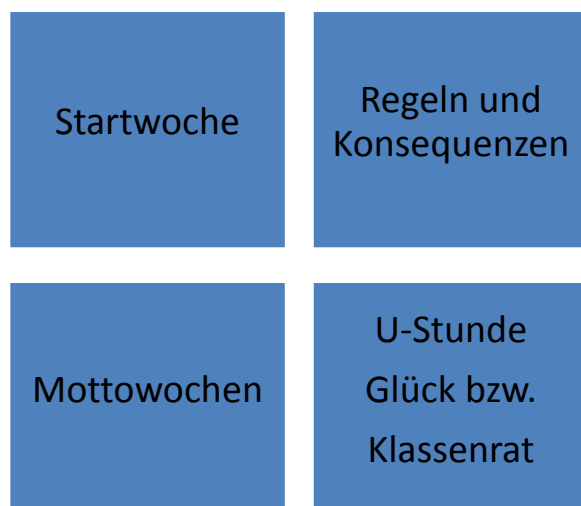 Startwoche
Regeln und
Konsequenzen
Mottowochen
U-Stunde
Glück bzw.
Klassenrat